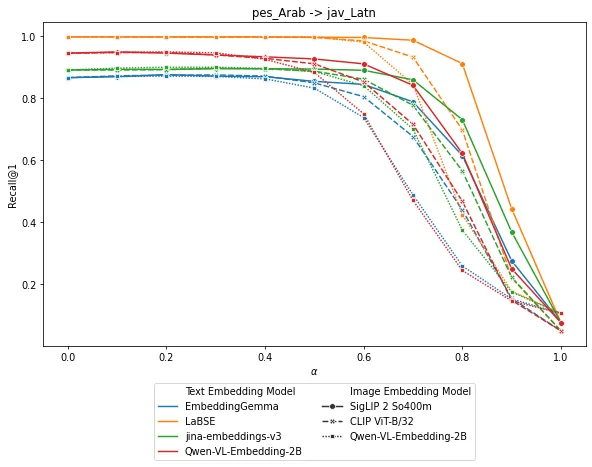 pes_Arab -> jav_Latn
Recall@1
1.0
0.8
0.6
0.4
0.2
0.0 0.2 0.4 0.6 0.8 1.0
α
Text Embedding Model Image Embedding Model
EmbeddingGemma SigLIP 2 So400m
LaBSE CLIP ViT-B/32
jina-embeddings-v3 Qwen-VL-Embedding-2B
Qwen-VL-Embedding-2B